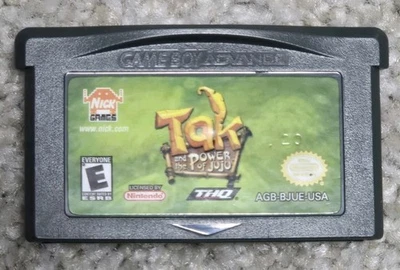 GAME BOY ADVANCE
NICK
GAMES
www.nick.com
Tak
and the Power of JuJu
20
EVERYONE
E
ESRB
LICENSED BY
Nintendo
THQ
AGB-BJUE-USA